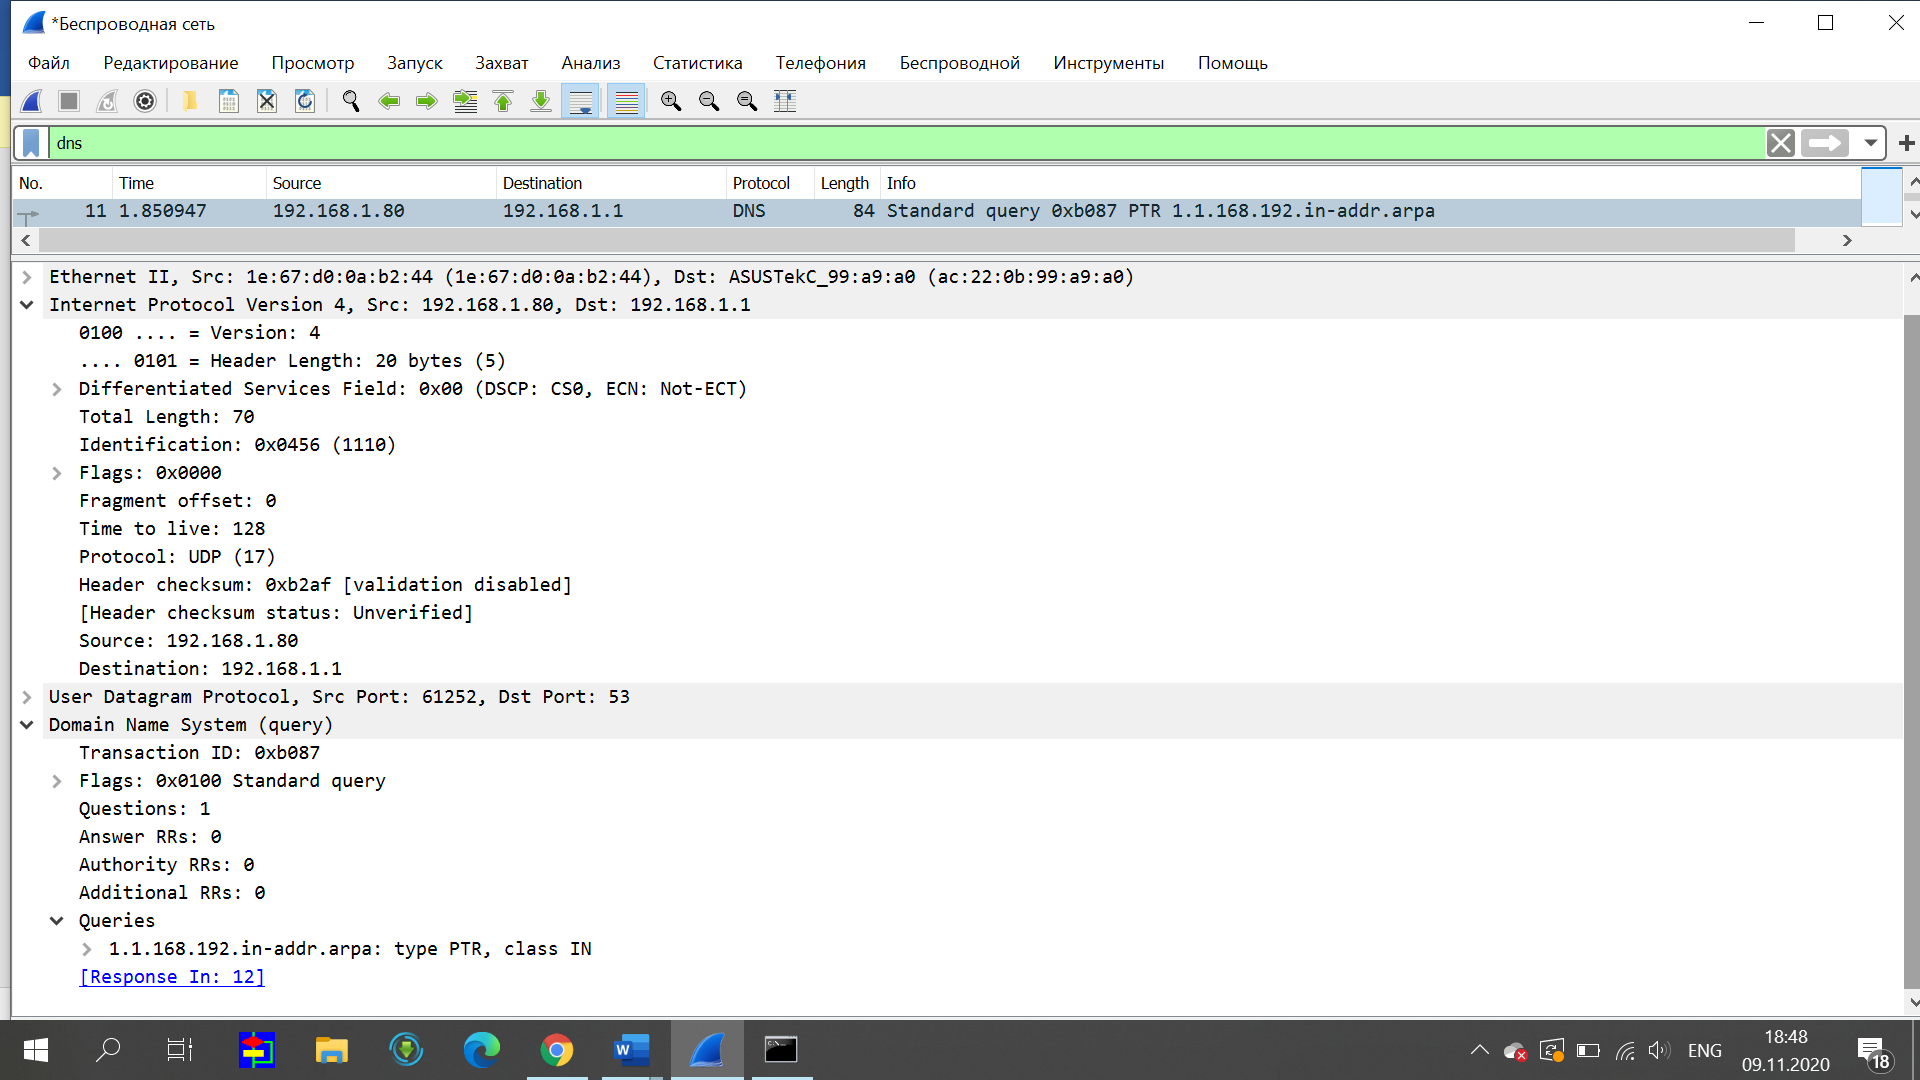 *Беспроводная сеть
Файл Редактирование Просмотр Запуск Захват Анализ Статистика Телефония Беспроводной Инструменты Помощь
dns
No. Time Source Destination Protocol Length Info
11 1.850947 192.168.1.80 192.168.1.1 DNS 84 Standard query 0xb087 PTR 1.1.168.192.in-addr.arpa
Ethernet II, Src: 1e:67:d0:0a:b2:44 (1e:67:d0:0a:b2:44), Dst: ASUSTekC_99:a9:a0 (ac:22:0b:99:a9:a0)
Internet Protocol Version 4, Src: 192.168.1.80, Dst: 192.168.1.1
0100 .... = Version: 4
.... 0101 = Header Length: 20 bytes (5)
Differentiated Services Field: 0x00 (DSCP: CS0, ECN: Not-ECT)
Total Length: 70
Identification: 0x0456 (1110)
Flags: 0x0000
Fragment offset: 0
Time to live: 128
Protocol: UDP (17)
Header checksum: 0xb2af [validation disabled]
[Header checksum status: Unverified]
Source: 192.168.1.80
Destination: 192.168.1.1
User Datagram Protocol, Src Port: 61252, Dst Port: 53
Domain Name System (query)
Transaction ID: 0xb087
Flags: 0x0100 Standard query
Questions: 1
Answer RRs: 0
Authority RRs: 0
Additional RRs: 0
Queries
1.1.168.192.in-addr.arpa: type PTR, class IN
[Response In: 12]
18:48
ENG
09.11.2020
18